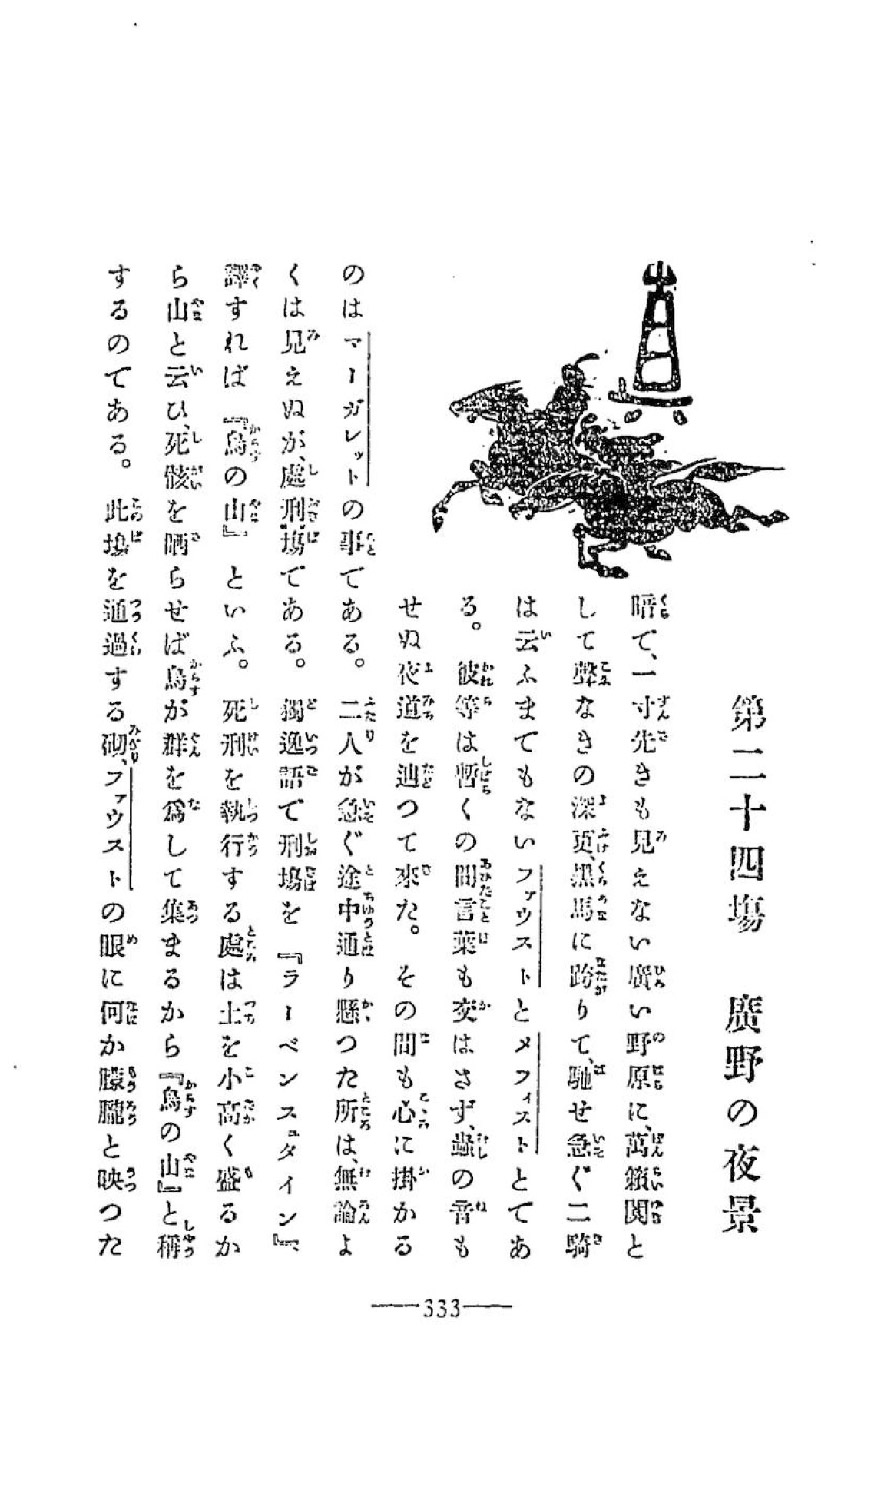 第二十四場　廣野の夜景
暗て、一寸先きも見えない廣い野原に、萬籟閴と
して聲なきの深更、黒馬に跨りて、馳せ急ぐ二騎
は云ふまてもないファウストとメフィストとてあ
る。彼等は暫くの間言葉も交はさず、蟲の音も
せぬ夜道を辿つて來た。その間も心に掛かる
のはマーガレットの事である。二人が急ぐ途中通り懸つた所は、無論よ
くは見えぬが、處刑塲である。獨逸語で刑塲を『ラーベンスタイン』、
譯すれば『烏の山』といふ。死刑を執行する處は土を小高く盛るか
ら山と云ひ、死骸を晒らせば烏が群を爲して集まるから『烏の山』と稱
するのてある。此塲を通過する砌、ファウストの眼に何か朦朧と映つた
333